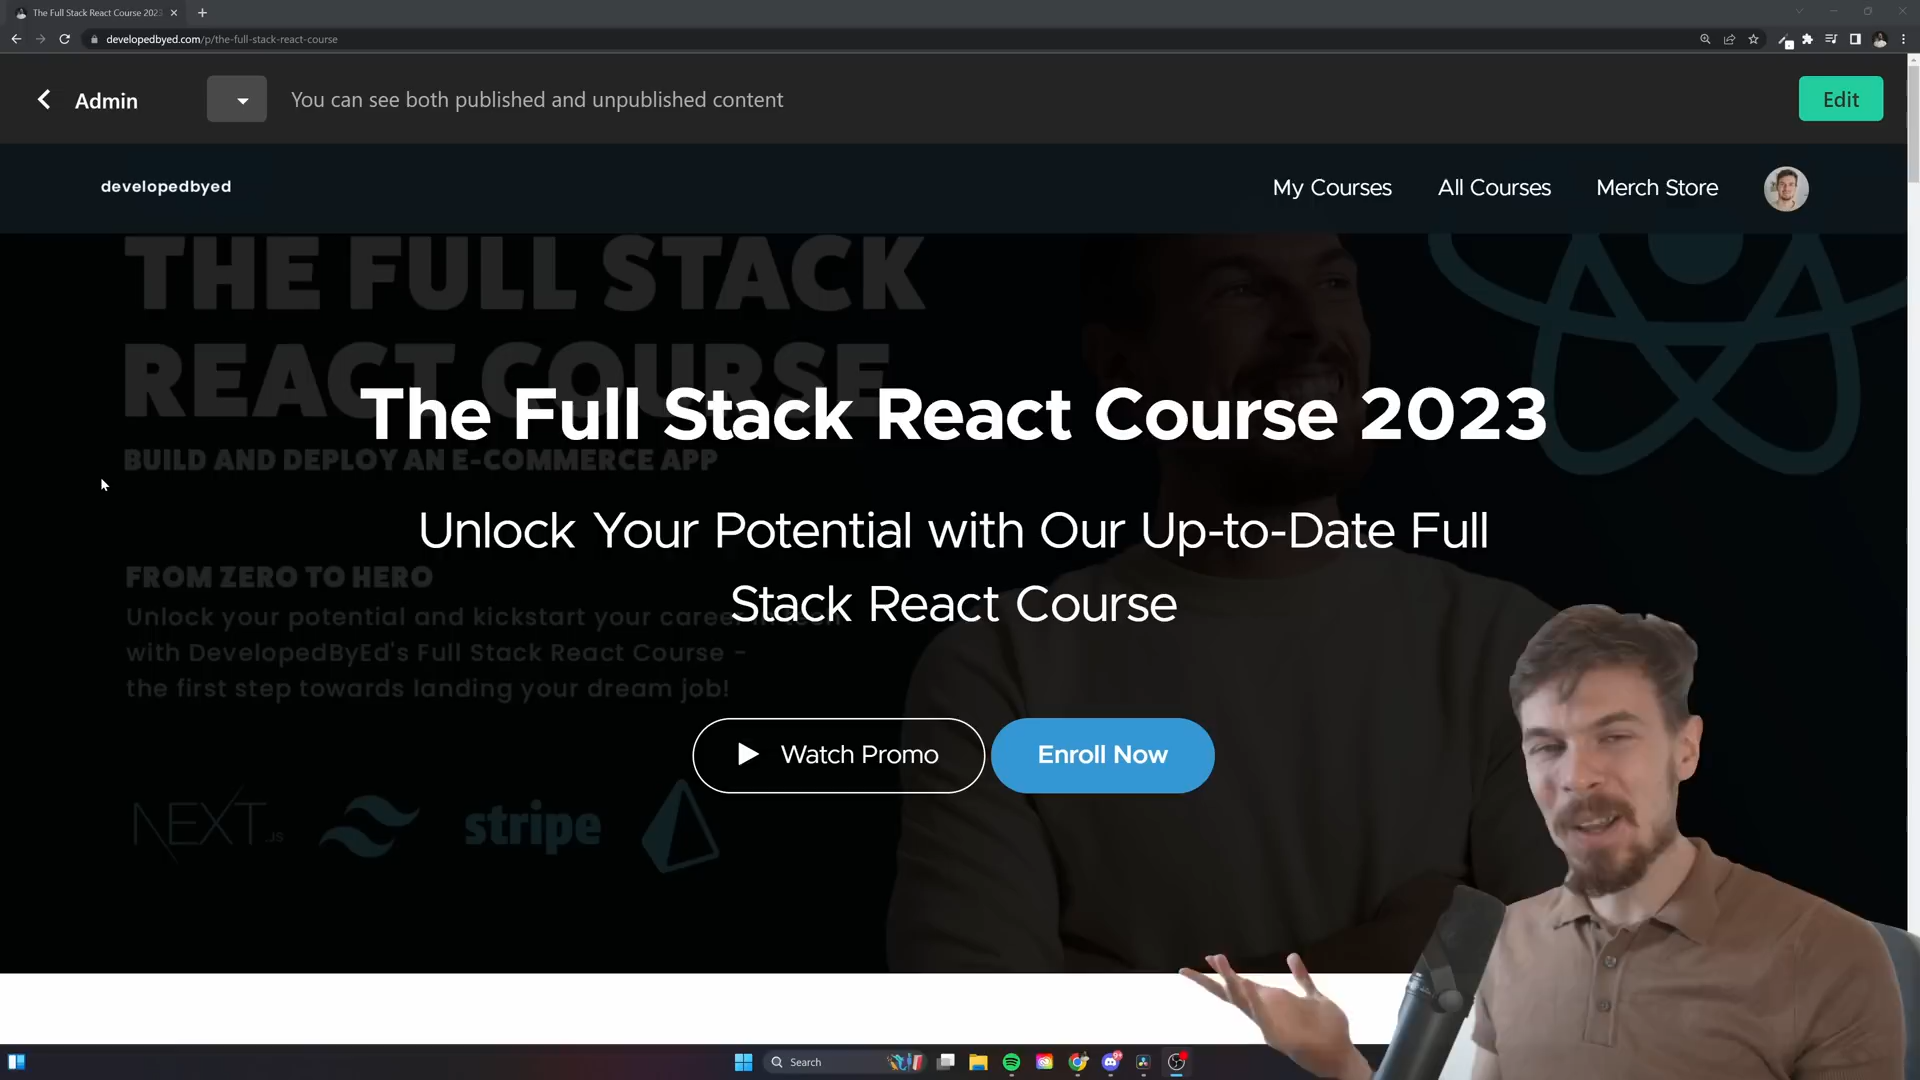 The Full Stack React Course 2023
developedbyed.com/p/the-full-stack-react-course
Admin
You can see both published and unpublished content
Edit
developedbyed
My Courses
All Courses
Merch Store
THE FULL STACK
REACT COURSE
The Full Stack React Course 2023
BUILD AND DEPLOY AN E-COMMERCE APP
Unlock Your Potential with Our Up-to-Date Full
Stack React Course
FROM ZERO TO HERO
Unlock your potential and kickstart your career in tech
with DevelopedByEd's Full Stack React Course -
the first step towards landing your dream job!
Watch Promo
Enroll Now
NEXT.JS
stripe
Search